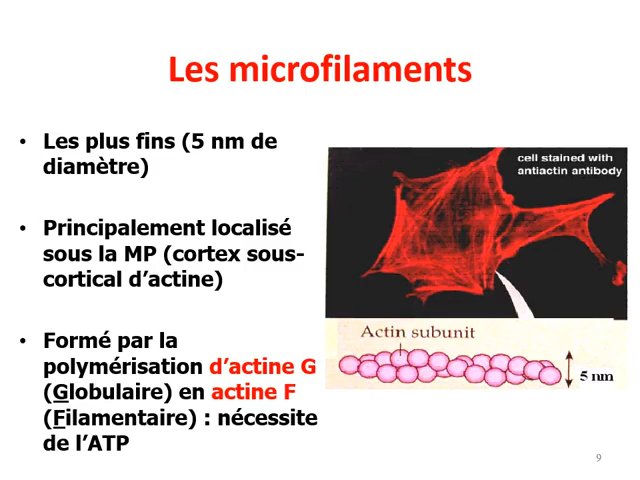 Les microfilaments
• Les plus fins (5 nm de
diamètre)
• Principalement localisé
sous la MP (cortex sous-
cortical d’actine)
• Formé par la
polymérisation d’actine G
(Globulaire) en actine F
(Filamentaire) : nécessite
de l’ATP
cell stained with
antiactin antibody
Actin subunit
5 nm
9